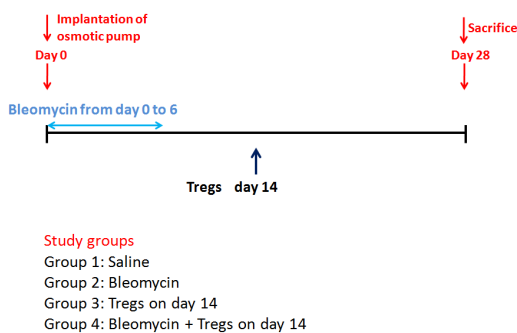 Implantation of
osmotic pump
Sacrifice
Day 0
Day 28
Bleomycin from day 0 to 6
Tregs day 14
Study groups
Group 1: Saline
Group 2: Bleomycin
Group 3: Tregs on day 14
Group 4: Bleomycin + Tregs on day 14